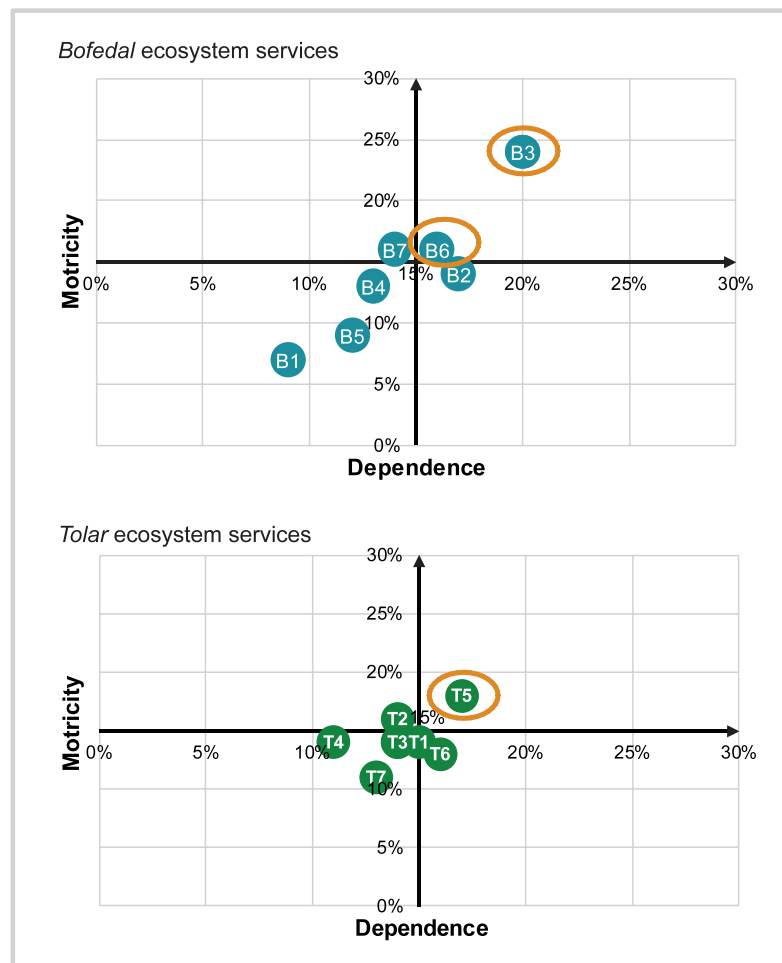 Bofedal ecosystem services
30%
25%
B3
20%
Motricity
B7 B6
0% 5% 10% 15% B2 20% 25% 30%
B4
10%
B5
B1
5%
0%
Dependence
Tolar ecosystem services
30%
25%
20%
T5
Motricity
T2 15%
T4 T3 T1 T6
0% 5% 10% 20% 25% 30%
T7
10%
5%
0%
Dependence